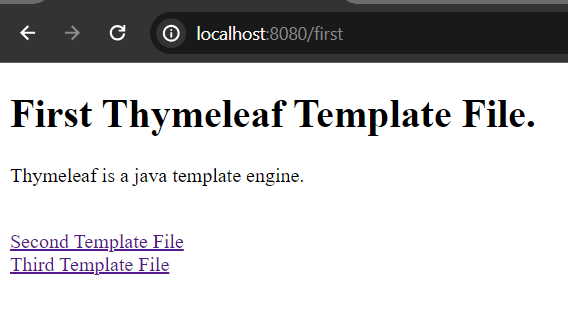 localhost:8080/first
First Thymeleaf Template File.
Thymeleaf is a java template engine.
Second Template File
Third Template File